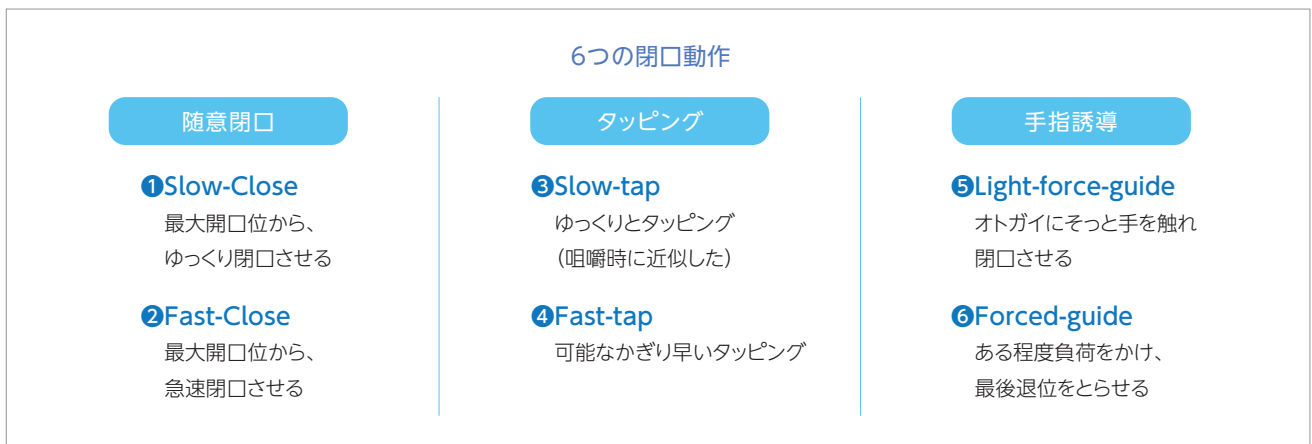 6つの閉口動作
随意閉口
❶Slow-Close
最大開口位から、
ゆっくり閉口させる
❷Fast-Close
最大開口位から、
急速閉口させる
タッピング
❸Slow-tap
ゆっくりとタッピング
（咀嚼時に近似した）
❹Fast-tap
可能なかぎり早いタッピング
手指誘導
❺Light-force-guide
オトガイにそっと手を触れ
閉口させる
❻Forced-guide
ある程度負荷をかけ、
最後退位をとらせる